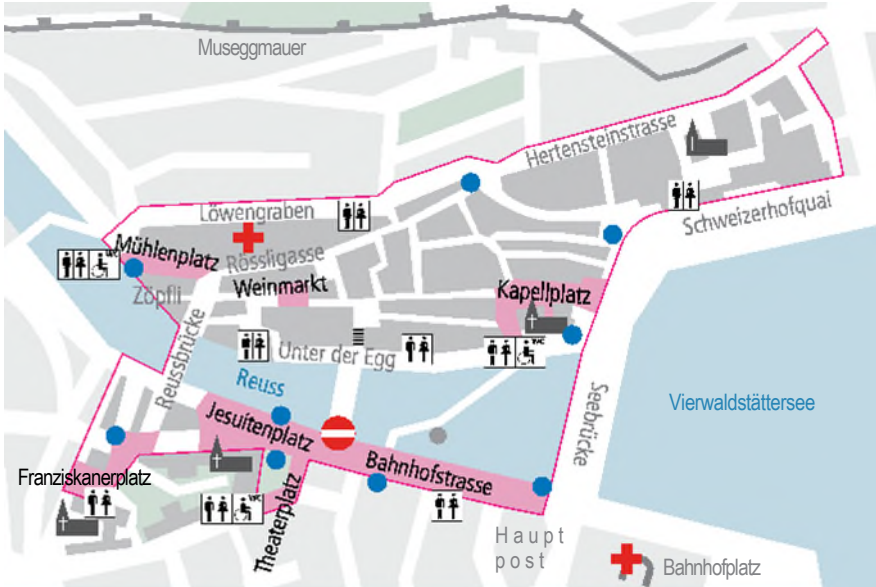 Museggmauer
Hertensteinstrasse
Löwengraben
Schweizerhofquai
Mühlenplatz
Rössligasse
Zöpfli
Weinmarkt
Kapellplatz
Reussbrücke
Unter der Egg
Reuss
Seebrücke
Vierwaldstättersee
Jesuitenplatz
Bahnhofstrasse
Franziskanerplatz
Theaterplatz
Haupt
post
Bahnhofplatz